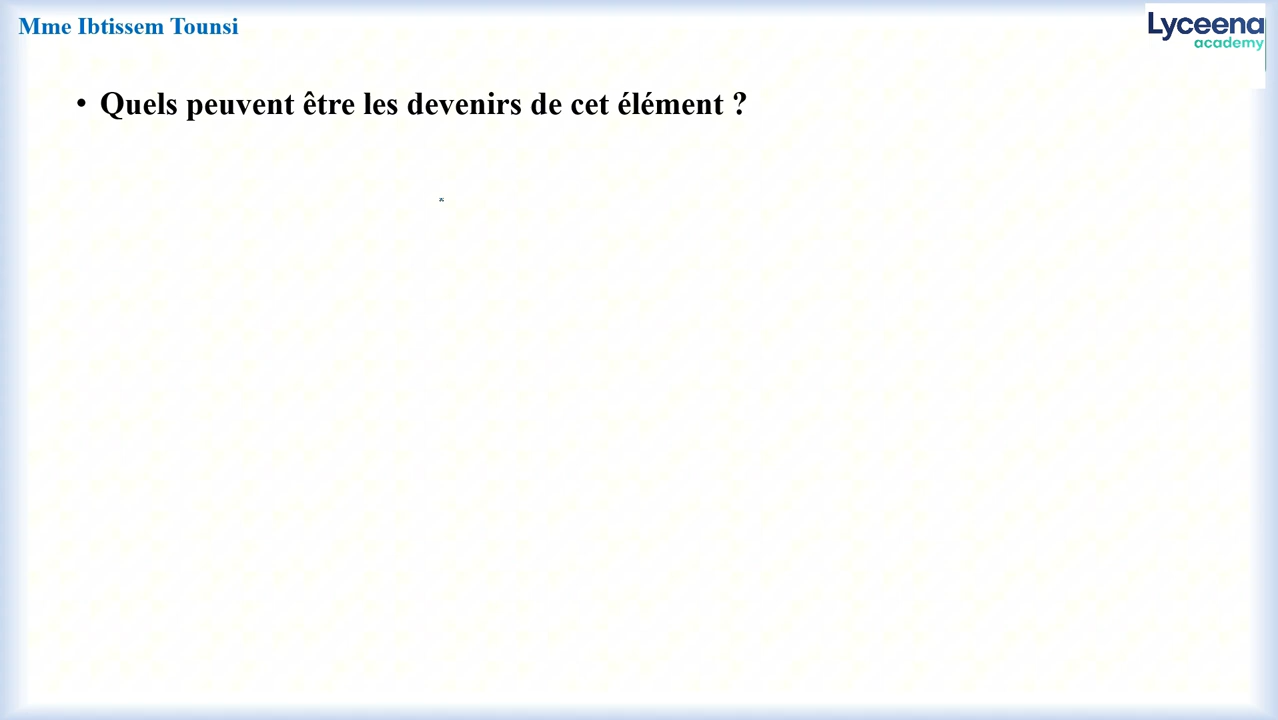 Mme Ibtissem Tounsi
Lyceena
academy
• Quels peuvent être les devenirs de cet élément ?